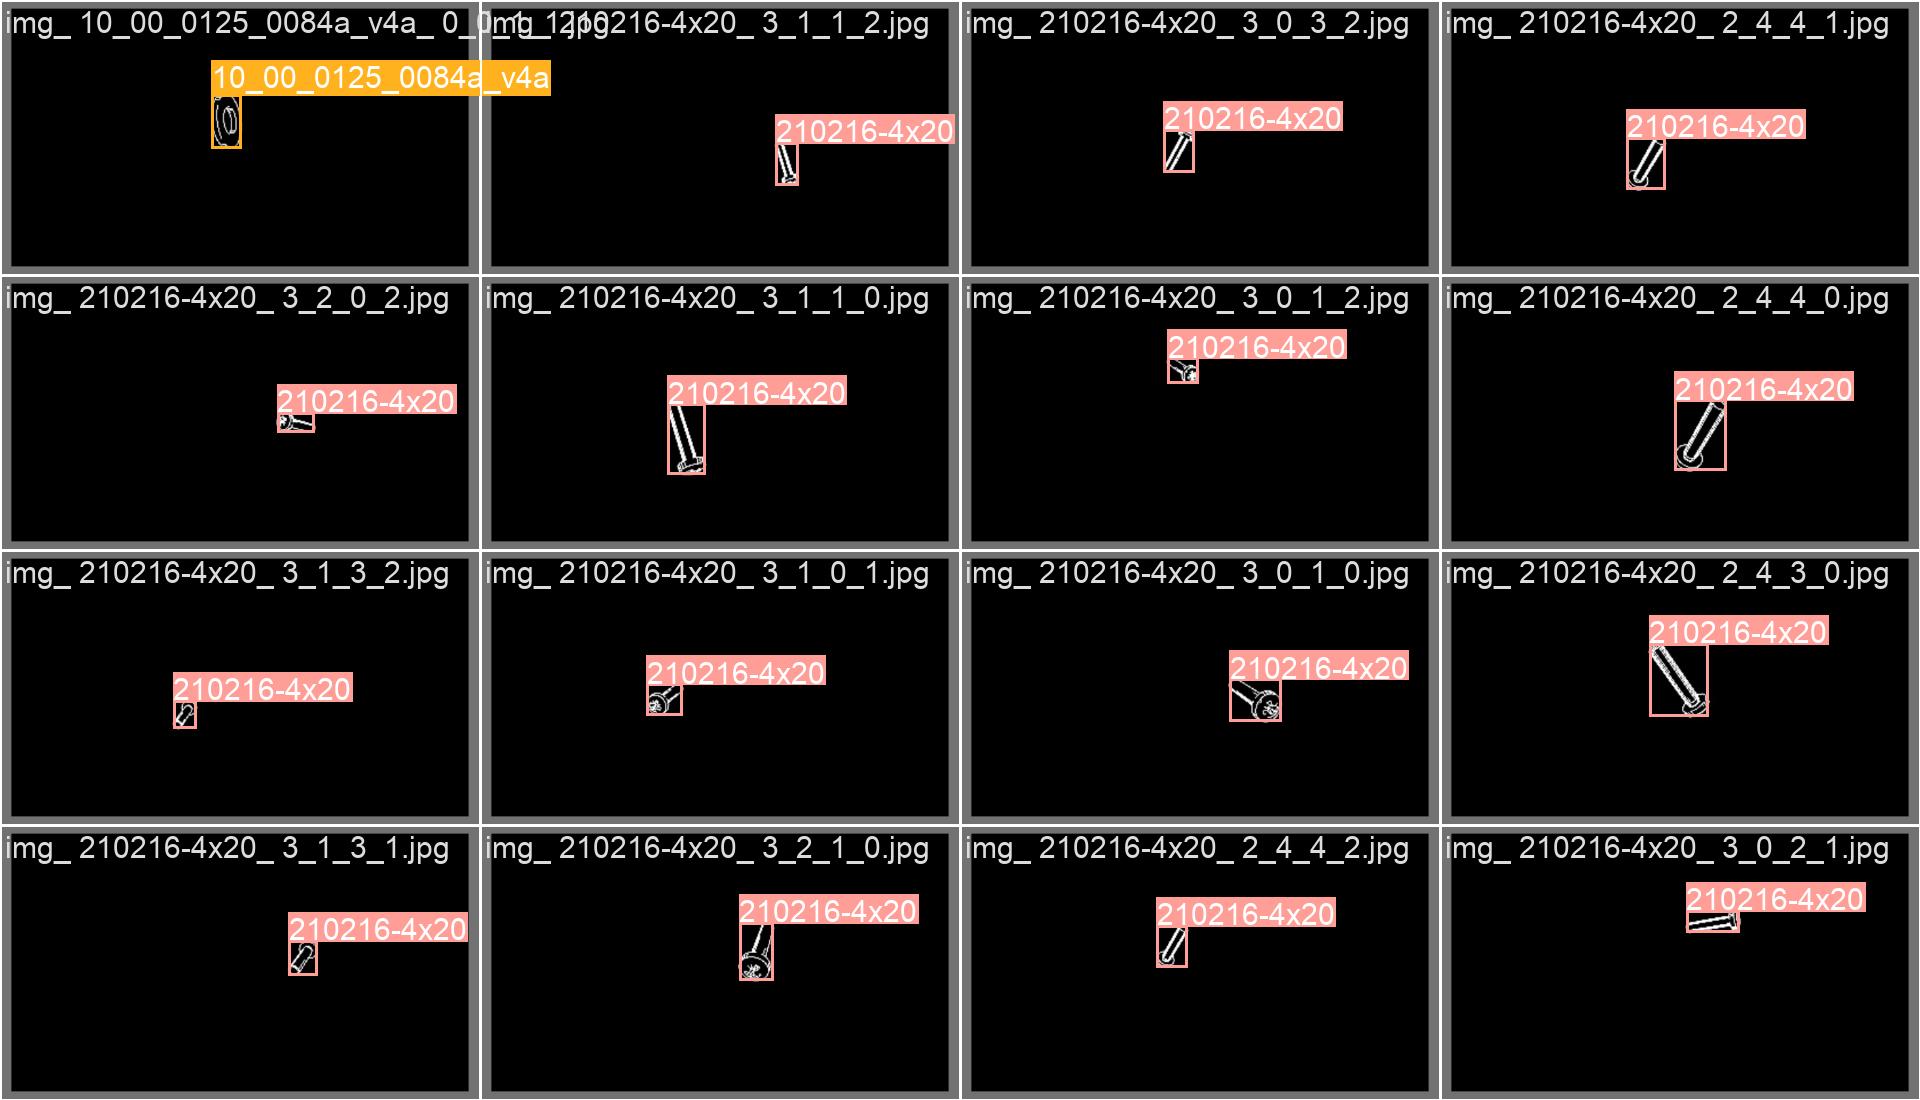 img_ 10_00_0125_0084a_v4a_ 0_0_1_1.jpg
img_ 210216-4x20_ 3_1_1_2.jpg
img_ 210216-4x20_ 3_0_3_2.jpg
img_ 210216-4x20_ 2_4_4_1.jpg
10_00_0125_0084a_v4a
210216-4x20
210216-4x20
210216-4x20
img_ 210216-4x20_ 3_2_0_2.jpg
img_ 210216-4x20_ 3_1_1_0.jpg
img_ 210216-4x20_ 3_0_1_2.jpg
img_ 210216-4x20_ 2_4_4_0.jpg
210216-4x20
210216-4x20
210216-4x20
210216-4x20
img_ 210216-4x20_ 3_1_3_2.jpg
img_ 210216-4x20_ 3_1_0_1.jpg
img_ 210216-4x20_ 3_0_1_0.jpg
img_ 210216-4x20_ 2_4_3_0.jpg
210216-4x20
210216-4x20
210216-4x20
210216-4x20
img_ 210216-4x20_ 3_1_3_1.jpg
img_ 210216-4x20_ 3_2_1_0.jpg
img_ 210216-4x20_ 2_4_4_2.jpg
img_ 210216-4x20_ 3_0_2_1.jpg
210216-4x20
210216-4x20
210216-4x20
210216-4x20